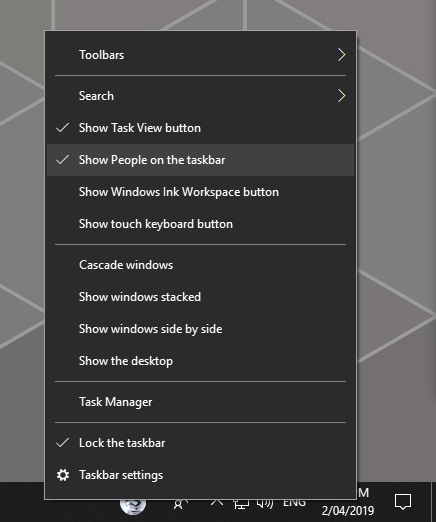 Toolbars
Search
Show Task View button
Show People on the taskbar
Show Windows Ink Workspace button
Show touch keyboard button
Cascade windows
Show windows stacked
Show windows side by side
Show the desktop
Task Manager
Lock the taskbar
Taskbar settings
ENG
M
2/04/2019